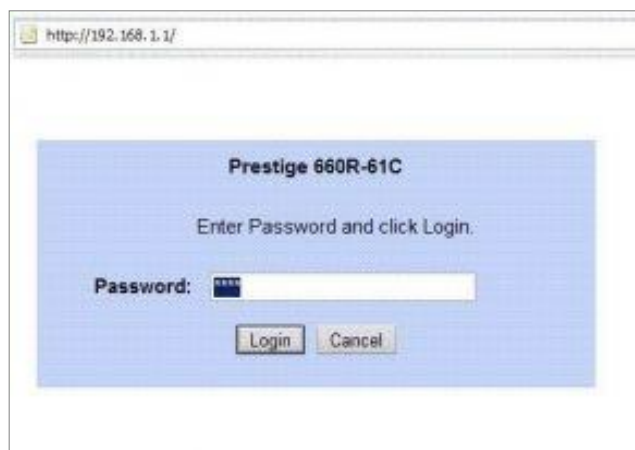 http://192.168.1.1/
Prestige 660R-61C
Enter Password and click Login.
Password: ****
Login Cancel